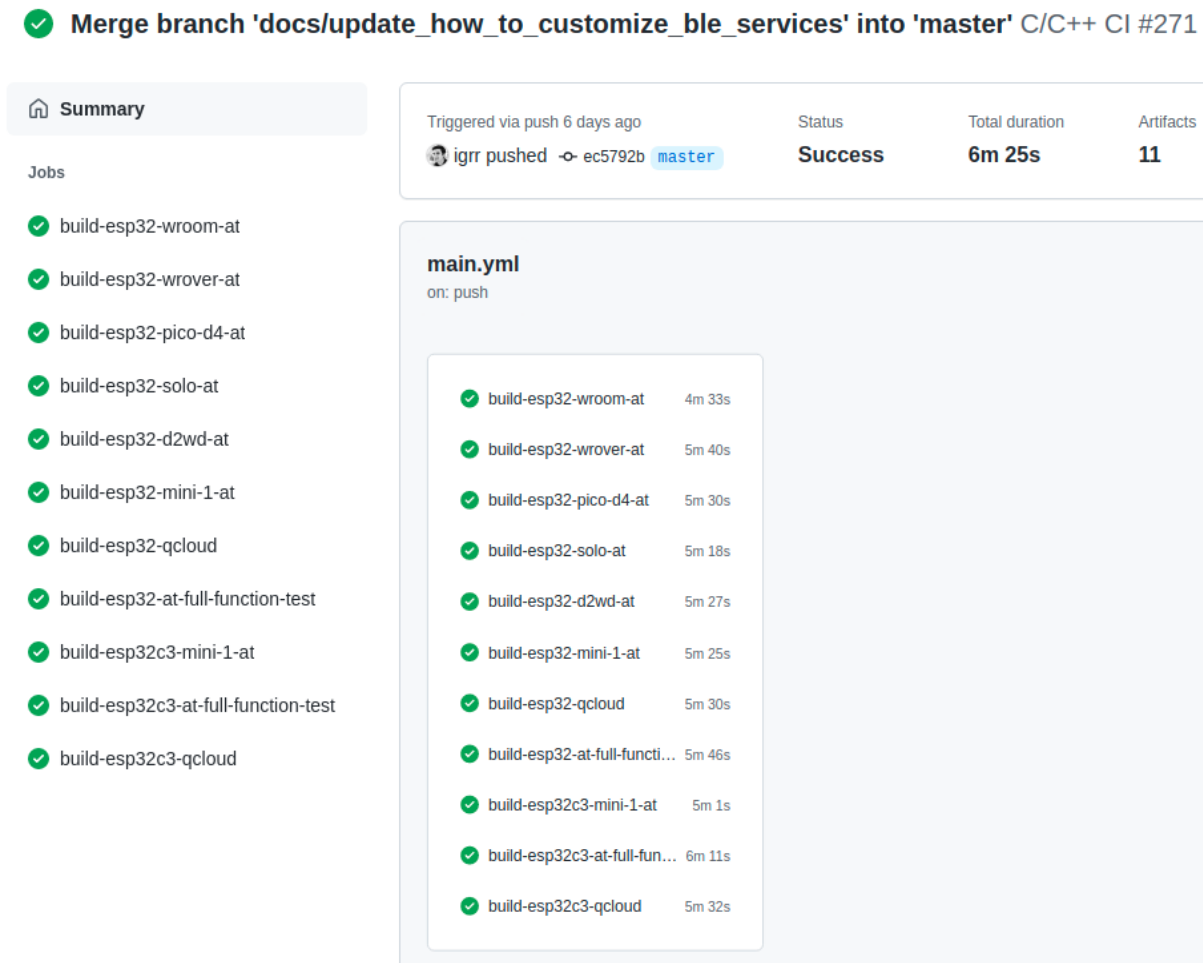 Merge branch 'docs/update_how_to_customize_ble_services' into 'master' C/C++ CI #271
Summary
Jobs
build-esp32-wroom-at
build-esp32-wrover-at
build-esp32-pico-d4-at
build-esp32-solo-at
build-esp32-d2wd-at
build-esp32-mini-1-at
build-esp32-qcloud
build-esp32-at-full-function-test
build-esp32c3-mini-1-at
build-esp32c3-at-full-function-test
build-esp32c3-qcloud
Triggered via push 6 days ago
igrr pushed ec5792b master
Status
Success
Total duration
6m 25s
Artifacts
11
main.yml
on: push
build-esp32-wroom-at 4m 33s
build-esp32-wrover-at 5m 40s
build-esp32-pico-d4-at 5m 30s
build-esp32-solo-at 5m 18s
build-esp32-d2wd-at 5m 27s
build-esp32-mini-1-at 5m 25s
build-esp32-qcloud 5m 30s
build-esp32-at-full-functi... 5m 46s
build-esp32c3-mini-1-at 5m 1s
build-esp32c3-at-full-fun... 6m 11s
build-esp32c3-qcloud 5m 32s